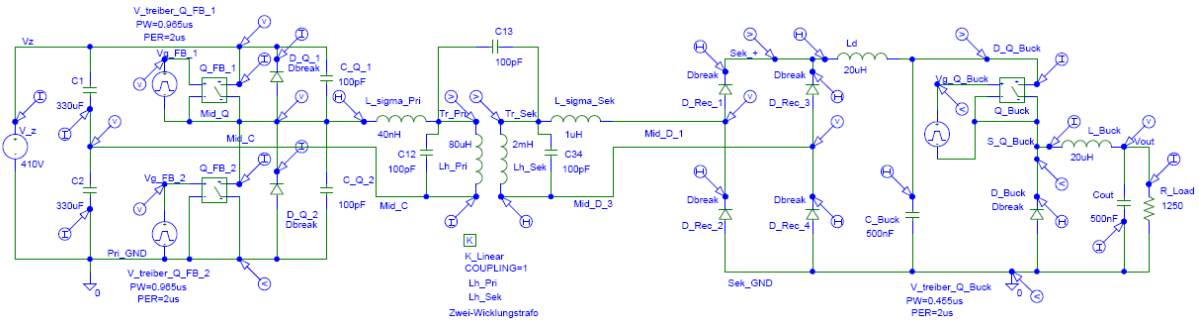 V_treiber_Q_FB_1
PW=0.965us
PER=2us
Vz
Vg_FB_1
Q_FB_1
D_Q_1
Dbreak
C_Q_1
100pF
C1
330uF
V_z
410V
Mid_Q
Mid_C
L_sigma_Pri
40nH
C13
100pF
Tr_Pri
Tr_Sek
L_sigma_Sek
1uH
C12
100pF
80uH
Lh_Pri
2mH
Lh_Sek
C34
100pF
Mid_C
Mid_D_3
Mid_D_1
C2
330uF
Vg_FB_2
Q_FB_2
D_Q_2
Dbreak
C_Q_2
100pF
Pri_GND
0
V_treiber_Q_FB_2
PW=0.965us
PER=2us
K
K_Linear
COUPLING=1
Lh_Pri
Lh_Sek
Zwei-Wicklungstrafo
Sek_+
Dbreak
D_Rec_1
Dbreak
D_Rec_3
Ld
20uH
Dbreak
D_Rec_2
Dbreak
D_Rec_4
Sek_GND
C_Buck
500nF
D_Q_Buck
Vg_Q_Buck
Q_Buck
S_Q_Buck
L_Buck
20uH
Vout
D_Buck
Dbreak
Cout
500nF
R_Load
1250
0
V_treiber_Q_Buck
PW=0.455us
PER=2us